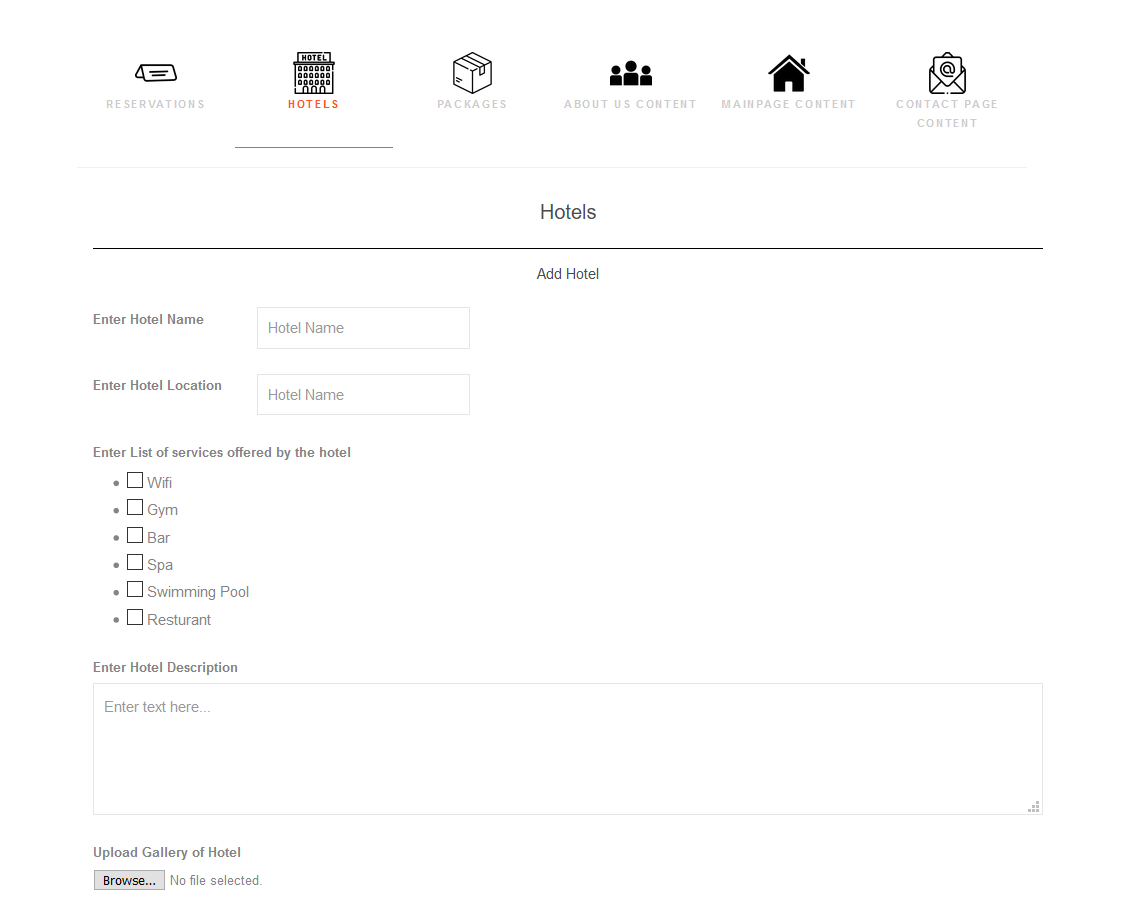 HOTEL
RESERVATIONS
HOTELS
PACKAGES
ABOUT US CONTENT
MAINPAGE CONTENT
CONTACT PAGE
CONTENT
Hotels
Add Hotel
Enter Hotel Name
Hotel Name
Enter Hotel Location
Hotel Name
Enter List of services offered by the hotel
Wifi
Gym
Bar
Spa
Swimming Pool
Resturant
Enter Hotel Description
Enter text here...
Upload Gallery of Hotel
Browse... No file selected.